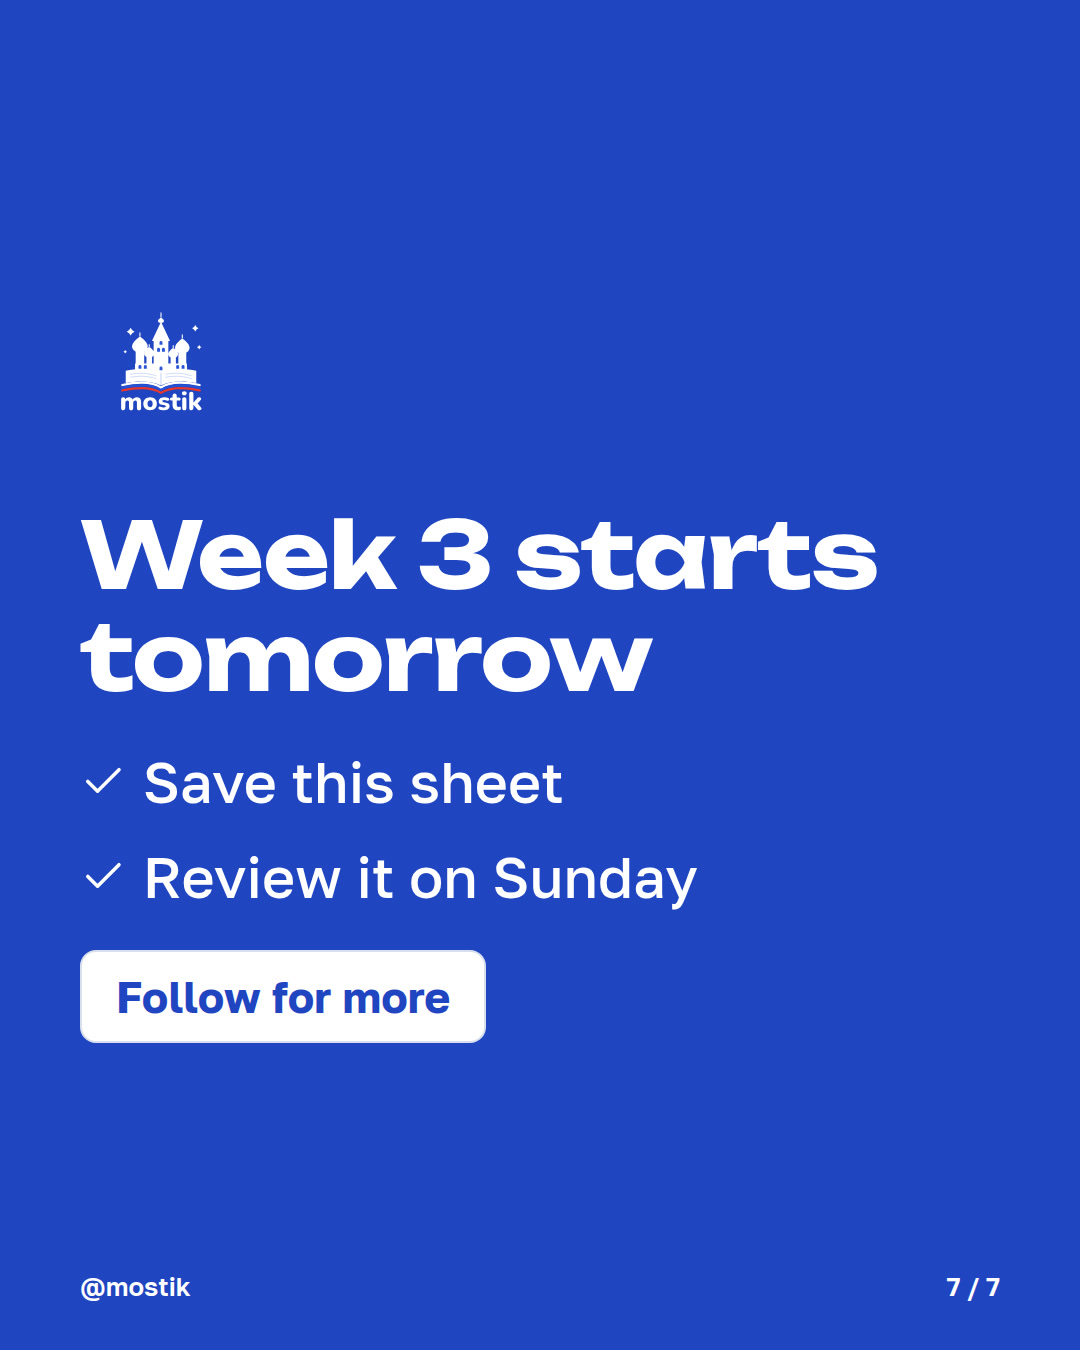 mostik
Week 3 starts
tomorrow
Save this sheet
Review it on Sunday
Follow for more
@mostik
7 / 7